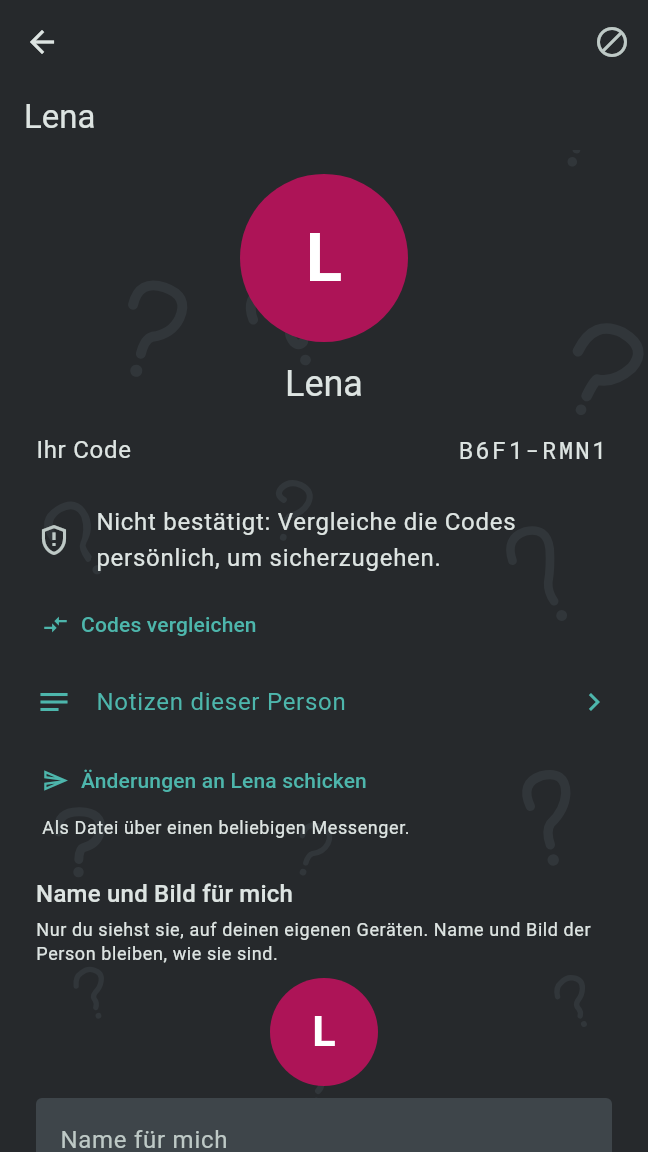 Lena
L
Lena
Ihr Code
B6F1-RMN1
Nicht bestätigt: Vergleiche die Codes
persönlich, um sicherzugehen.
Codes vergleichen
Notizen dieser Person
Änderungen an Lena schicken
Als Datei über einen beliebigen Messenger.
Name und Bild für mich
Nur du siehst sie, auf deinen eigenen Geräten. Name und Bild der
Person bleiben, wie sie sind.
L
Name für mich